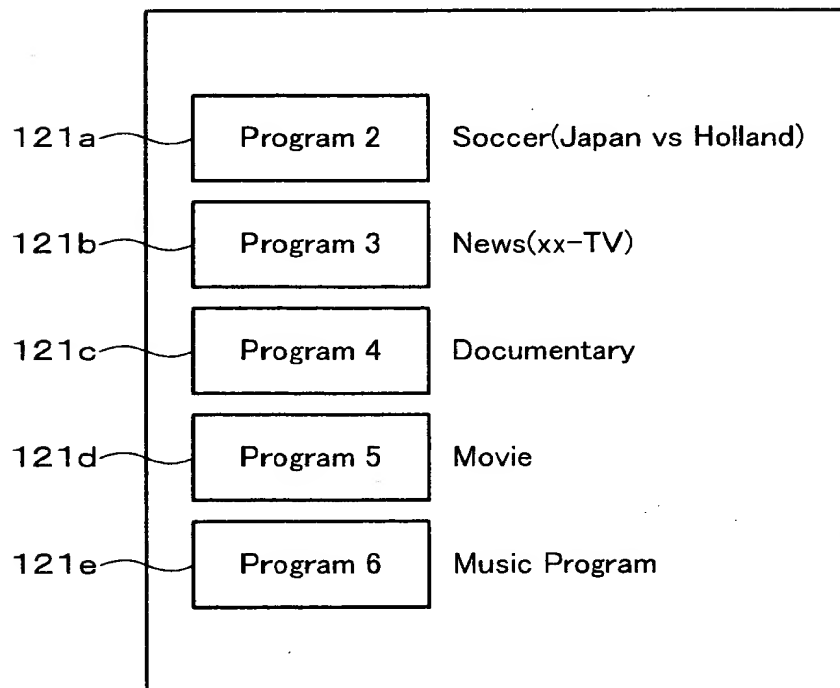 121a Program 2 Soccer(Japan vs Holland)
121b Program 3 News(xx-TV)
121c Program 4 Documentary
121d Program 5 Movie
121e Program 6 Music Program